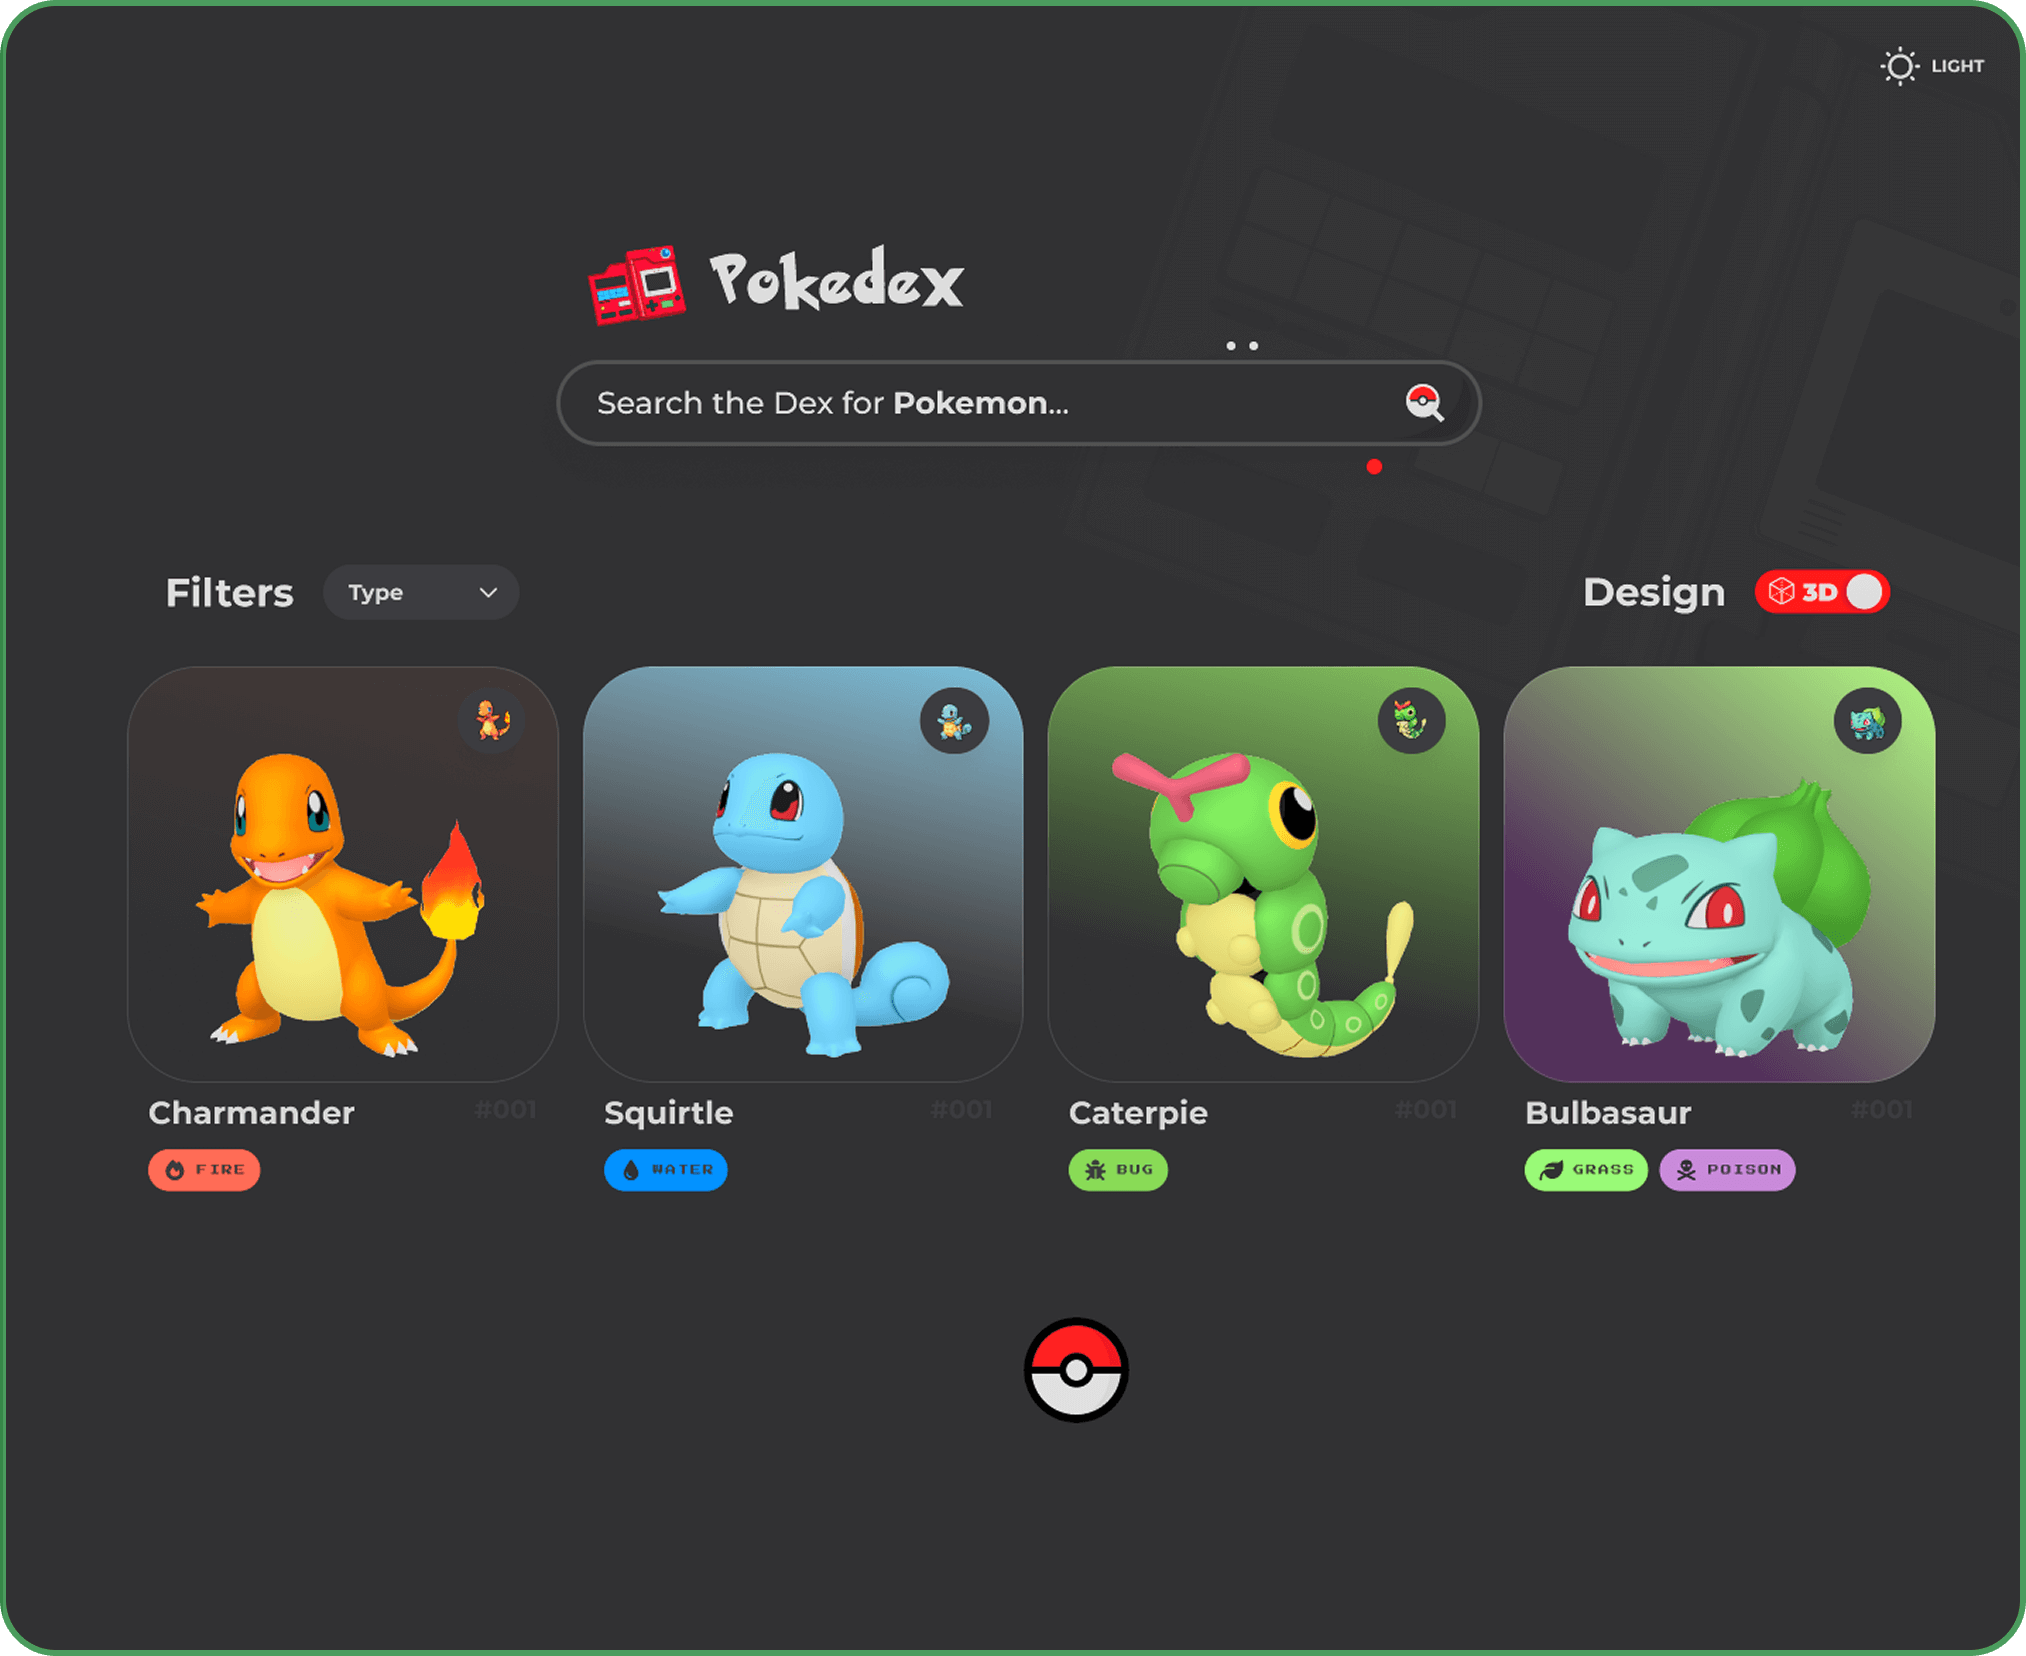 LIGHT
Pokedex
Search the Dex for Pokemon...
Filters
Type
Design
3D
Charmander
#001
FIRE
Squirtle
#001
WATER
Caterpie
#001
BUG
Bulbasaur
#001
GRASS
POISON